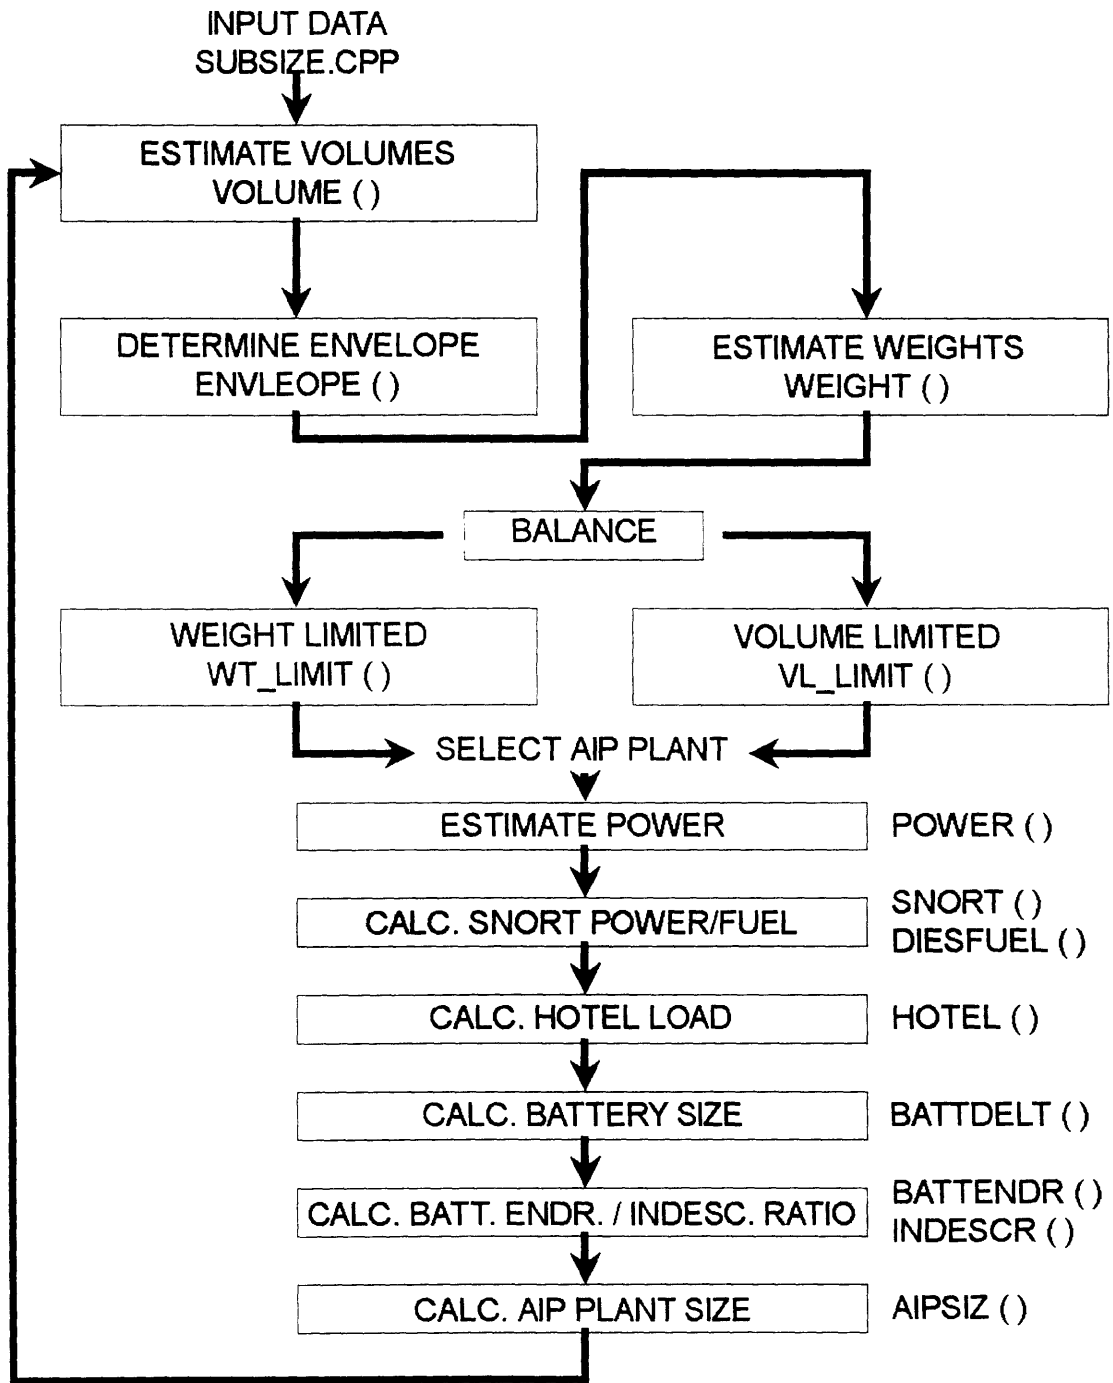 INPUT DATA
SUBSIZE.CPP
ESTIMATE VOLUMES
VOLUME ( )
DETERMINE ENVELOPE
ENVLEOPE ( )
ESTIMATE WEIGHTS
WEIGHT ( )
BALANCE
WEIGHT LIMITED
WT_LIMIT ( )
VOLUME LIMITED
VL_LIMIT ( )
SELECT AIP PLANT
ESTIMATE POWER
POWER ( )
CALC. SNORT POWER/FUEL
SNORT ( )
DIESFUEL ( )
CALC. HOTEL LOAD
HOTEL ( )
CALC. BATTERY SIZE
BATTDELT ( )
CALC. BATT. ENDR. / INDESC. RATIO
BATTENDR ( )
INDESCR ( )
CALC. AIP PLANT SIZE
AIPSIZ ( )